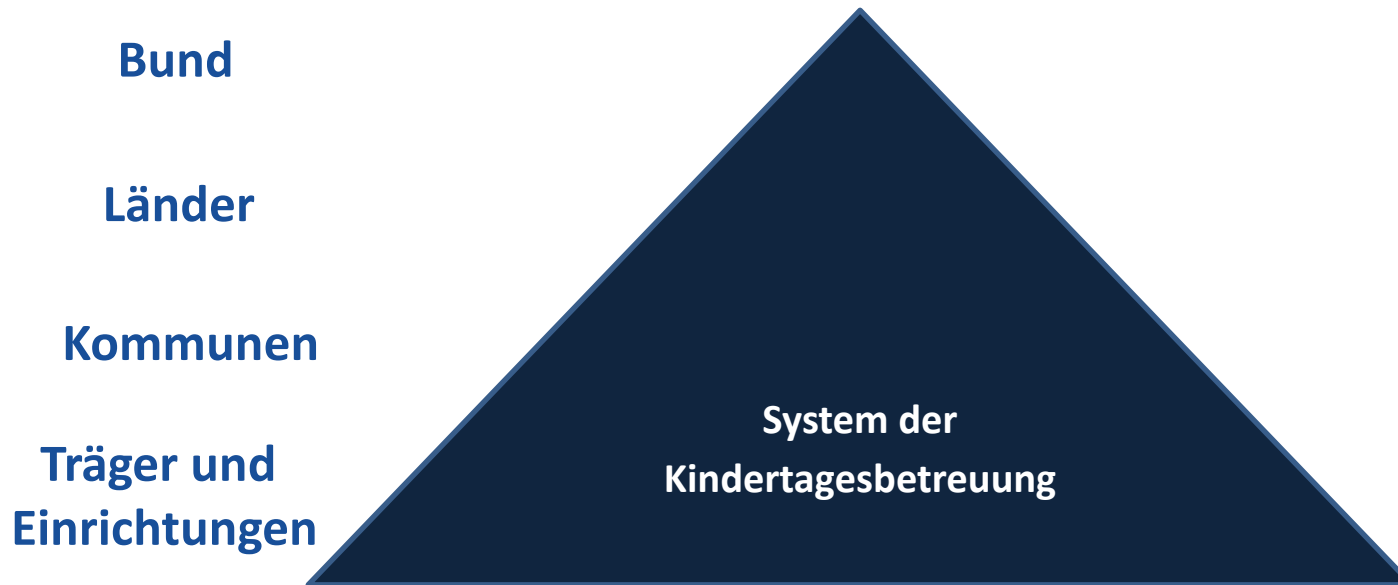 Bund
Länder
Kommunen
Träger und
Einrichtungen
System der
Kindertagesbetreuung